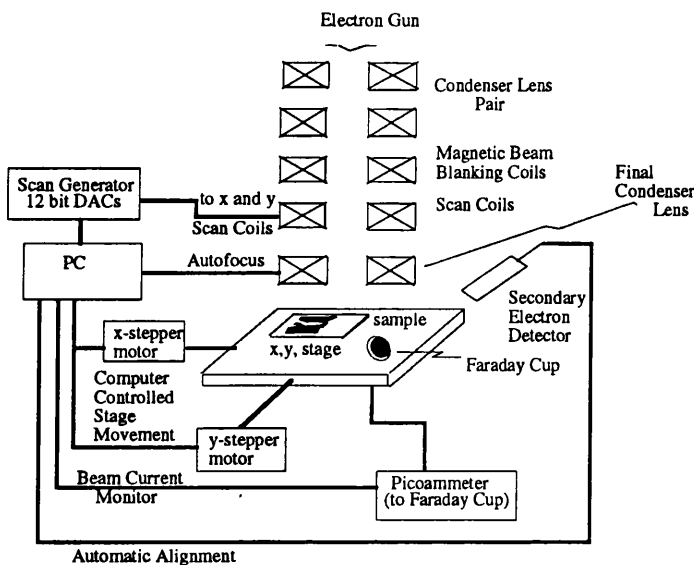 Electron Gun
Condenser Lens
Pair
Magnetic Beam
Blanking Coils
Final
Condenser
Lens
Scan Generator
12 bit DACs
to x and y
Scan Coils
Scan Coils
PC
Autofocus
Secondary
Electron
Detector
sample
x,y, stage
x-stepper
motor
Faraday Cup
Computer
Controlled
Stage
Movement
y-stepper
motor
Beam Current
Monitor
Picoammeter
(to Faraday Cup)
Automatic Alignment